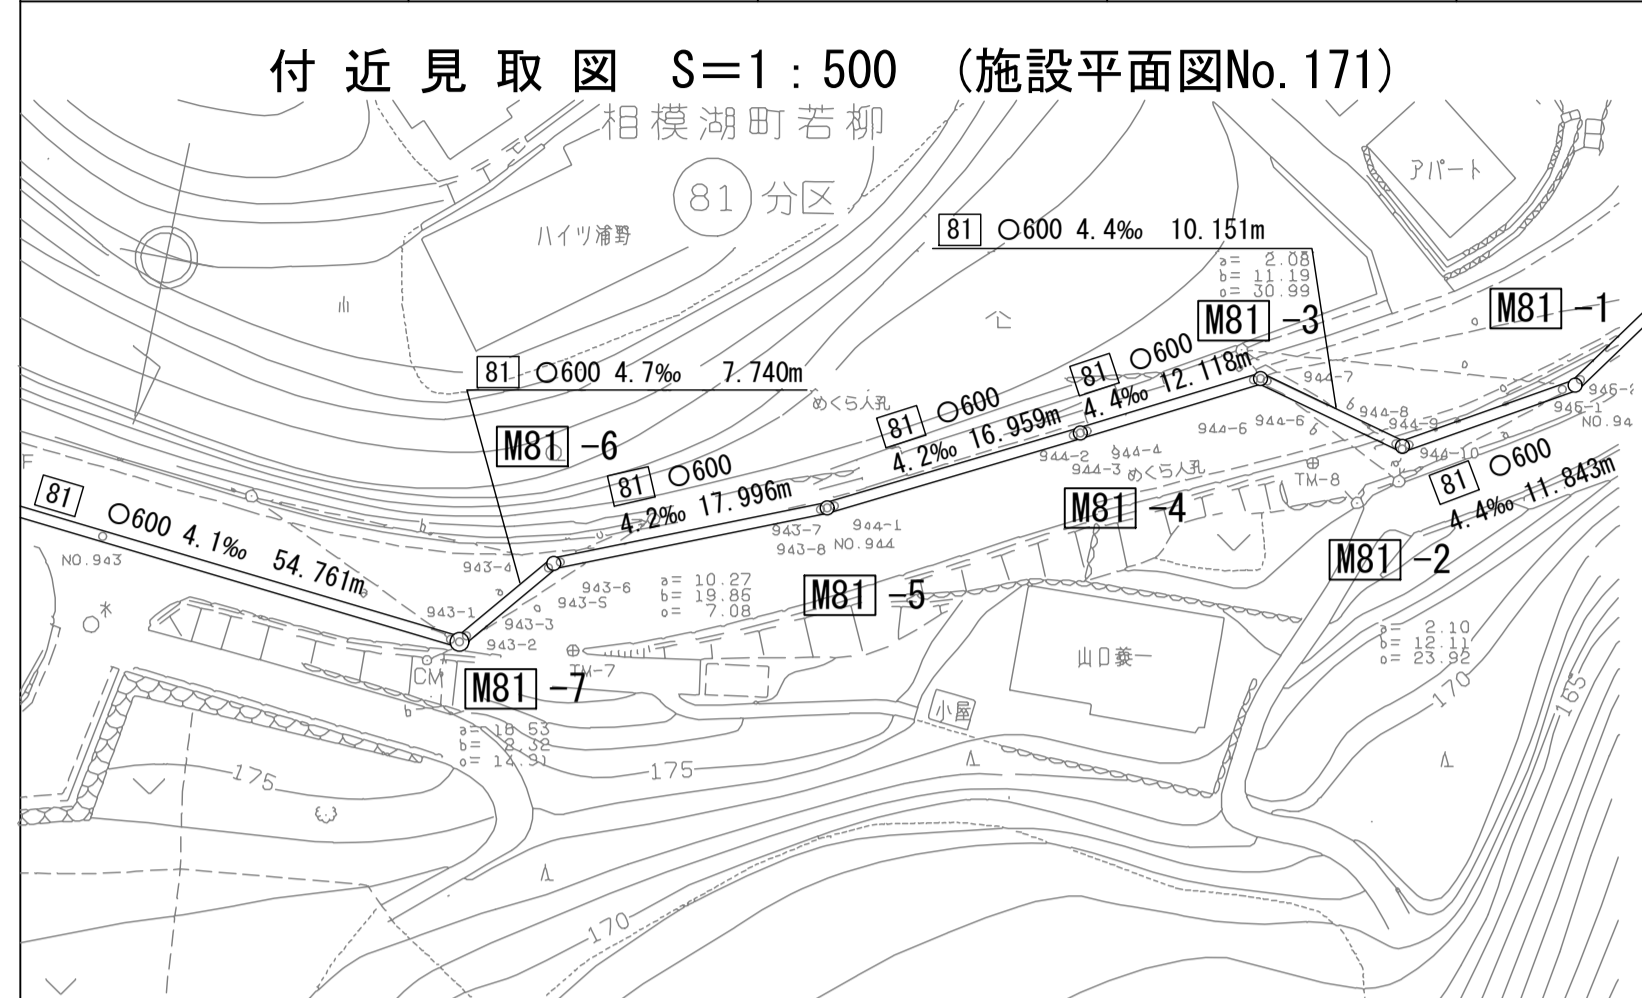 付近見取図 S=1:500 (施設平面図No.171)
相模湖町若柳
81 分区
ハイツ浦野
アパート
81 ○600 4.4‰ 10.151m
a= 2.08
b= 11.19
c= 30.99
M81 -3
M81 -1
81 ○600 4.7‰ 7.740m
めくら人孔
81 ○600
4.4‰ 12.118m
944-7
81 ○600
4.2‰ 16.959m
944-8
944-9
944-6
944-10
946-1
M81 -6
81 ○600
4.2‰ 17.996m
944-2
944-3
944-4
めくら人孔
TM-8
81 ○600
4.4‰ 11.843m
81 ○600 4.1‰ 54.761m
NO.943
M81 -4
943-7
943-8
944-1
NO.944
M81 -2
943-4
943-6
943-5
a= 10.27
b= 19.86
c= 7.08
M81 -5
943-1
943-3
943-2
TM-7
CM
M81 -7
山口義一
小屋
a= 2.10
b= 12.11
c= 23.92
a= 18.53
b= 2.32
c= 14.91
175
175
170
165
170